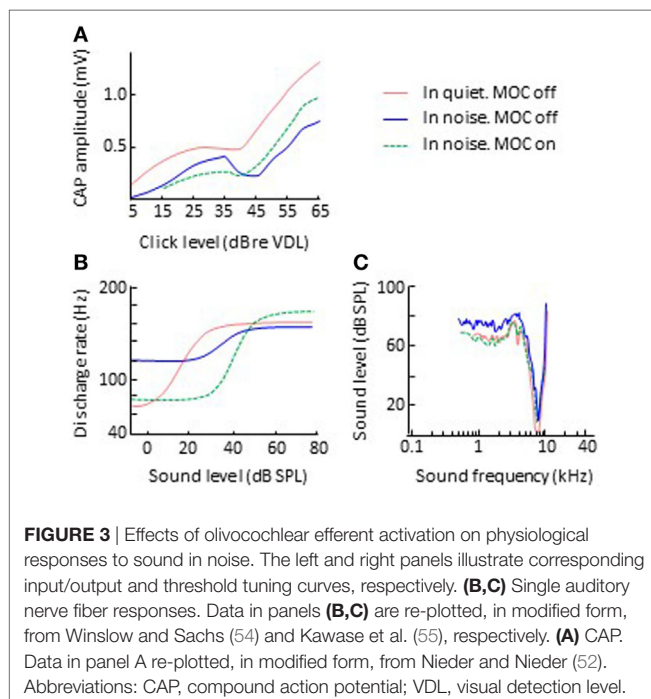 A
CAP amplitude (mV)
1.0
0.5
5 15 25 35 45 55 65
Click level (dBre VDL)
In quiet. MOC off
In noise. MOC off
In noise. MOC on
B
Discharge rate (Hz)
200
100
40
0 20 40 60 80
Sound level (dB SPL)
C
Sound level (dB SPL)
100
60
20
0.1 1 10 40
Sound frequency (kHz)
FIGURE 3 | Effects of olivocochlear efferent activation on physiological
responses to sound in noise. The left and right panels illustrate corresponding
input/output and threshold tuning curves, respectively. (B,C) Single auditory
nerve fiber responses. Data in panels (B,C) are re-plotted, in modified form,
from Winslow and Sachs (54) and Kawase et al. (55), respectively. (A) CAP.
Data in panel A re-plotted, in modified form, from Nieder and Nieder (52).
Abbreviations: CAP, compound action potential; VDL, visual detection level.